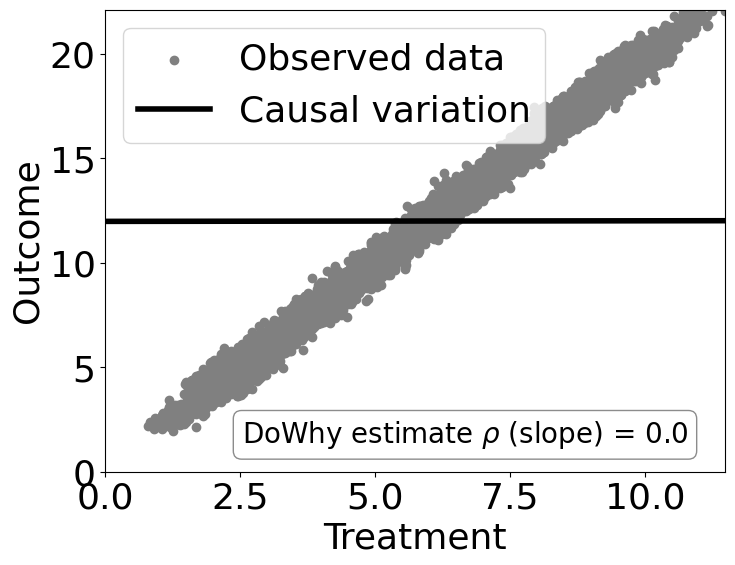 20
15
10
5
0
Outcome
Observed data
Causal variation
DoWhy estimate ρ (slope) = 0.0
0.0 2.5 5.0 7.5 10.0
Treatment